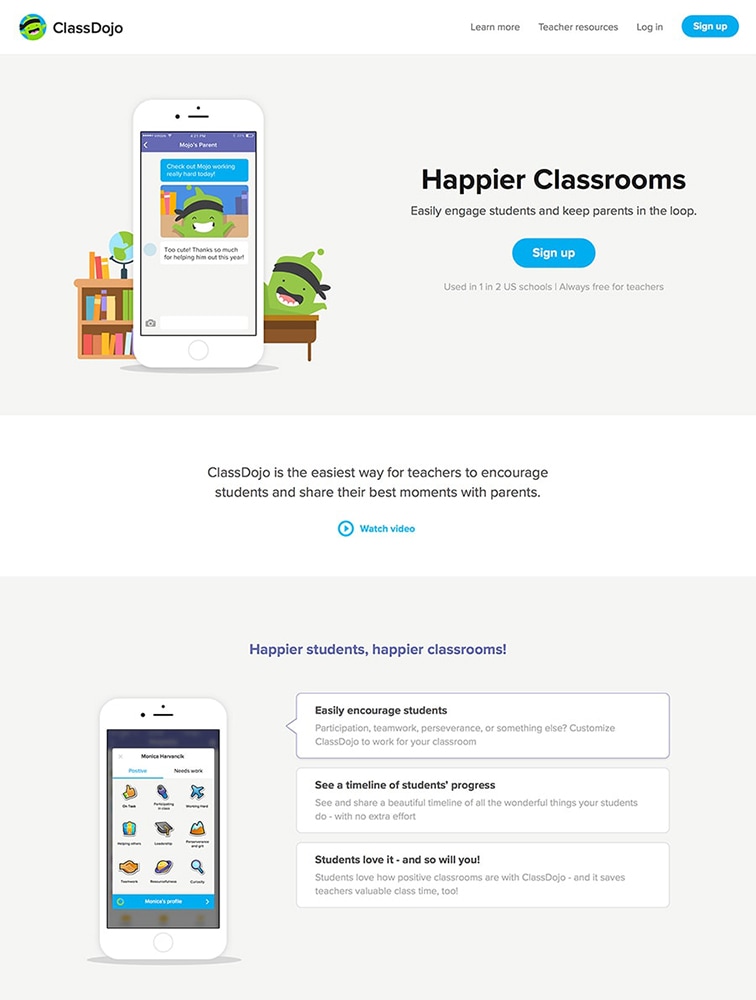 ClassDojo
Learn more
Teacher resources
Log in
Sign up
4:21 PM
Mojo's Parent
Check out Mojo working
really hard today!
Too cute! Thanks so much
for helping him out this year!
Happier Classrooms
Easily engage students and keep parents in the loop.
Sign up
Used in 1 in 2 US schools | Always free for teachers
ClassDojo is the easiest way for teachers to encourage
students and share their best moments with parents.
Watch video
Happier students, happier classrooms!
Monica Harvancik
Positive
Needs work
On Task
Participating
in class
Working Hard
Helping others
Leadership
Perseverance
and grit
Teamwork
Resourcefulness
Curiosity
Monica's profile
Easily encourage students
Participation, teamwork, perseverance, or something else? Customize
ClassDojo to work for your classroom
See a timeline of students' progress
See and share a beautiful timeline of all the wonderful things your students
do - with no extra effort
Students love it - and so will you!
Students love how positive classrooms are with ClassDojo - and it saves
teachers valuable class time, too!